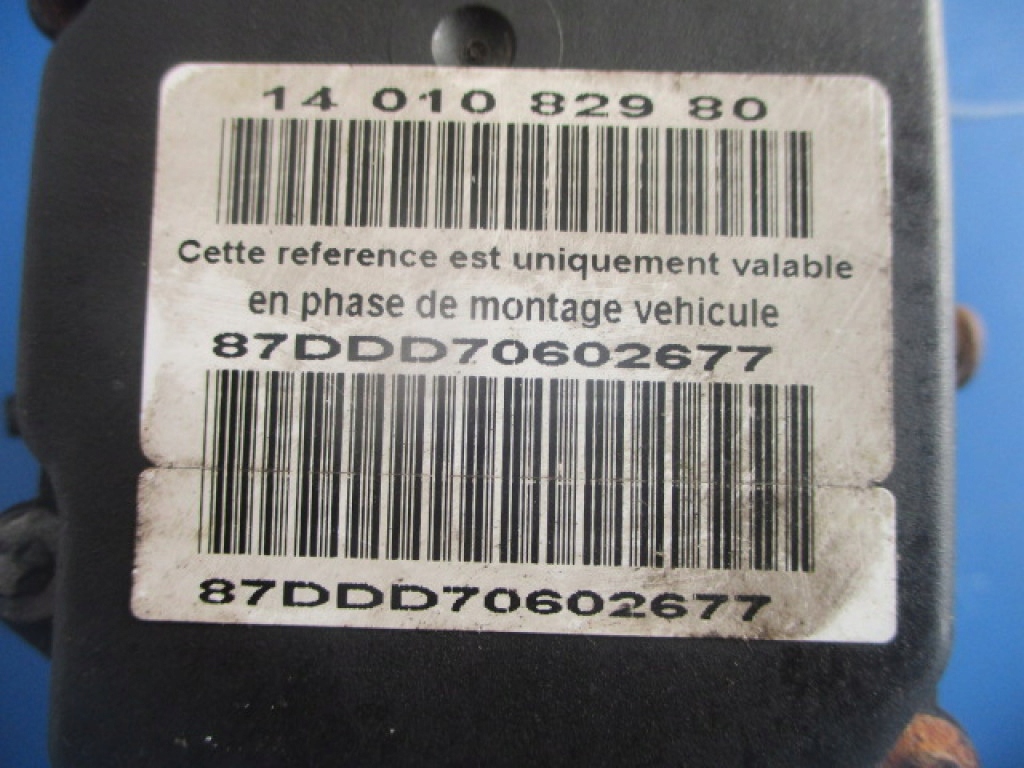 14 010 829 80
Cette reference est uniquement valable
en phase de montage vehicule
87DDD70602677
87DDD70602677